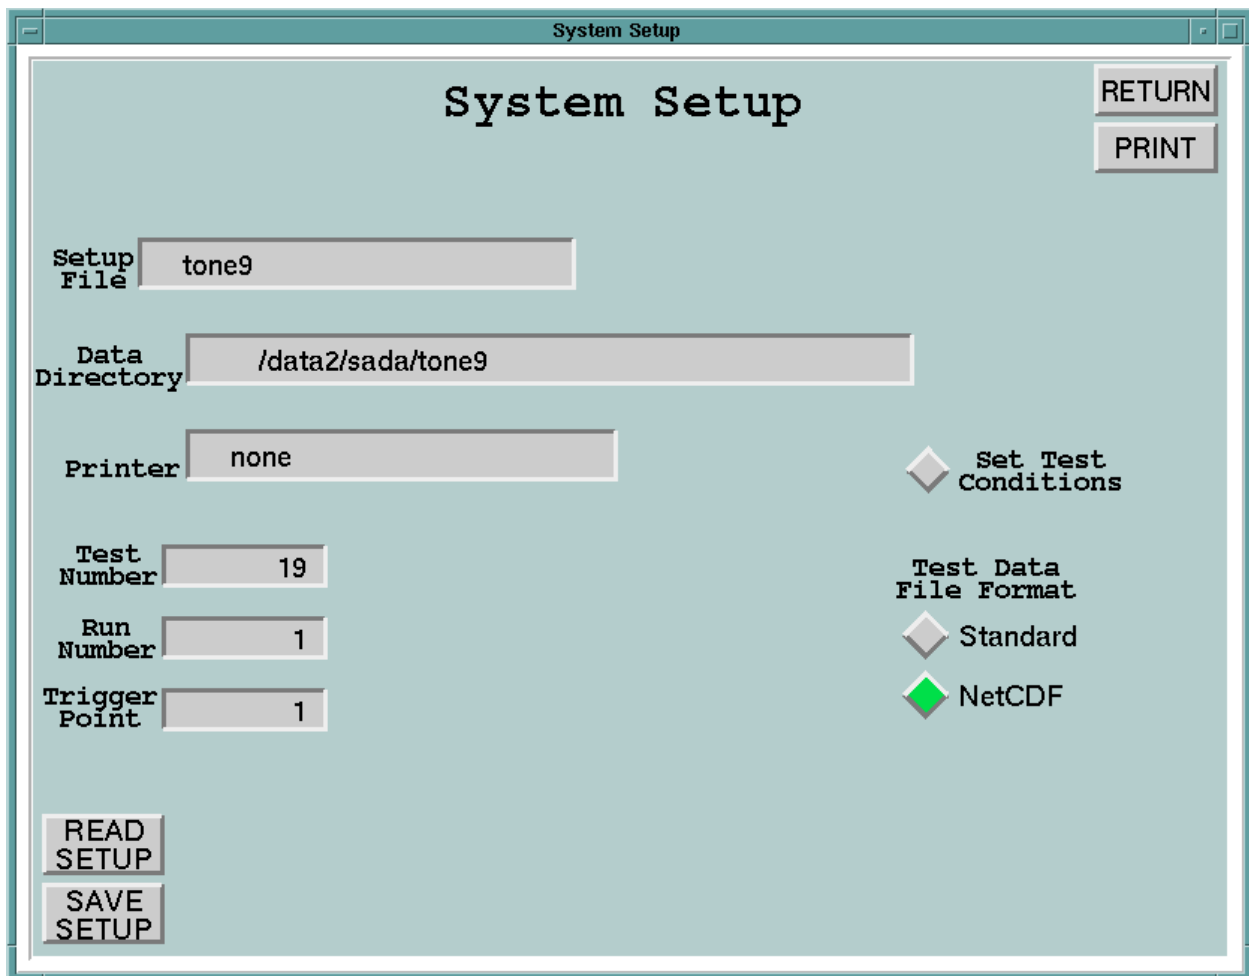 System Setup
System Setup
RETURN
PRINT
Setup
File
tone9
Data
Directory
/data2/sada/tone9
Printer
none
Set Test
Conditions
Test
Number
19
Run
Number
1
Trigger
Point
1
Test Data
File Format
Standard
NetCDF
READ
SETUP
SAVE
SETUP